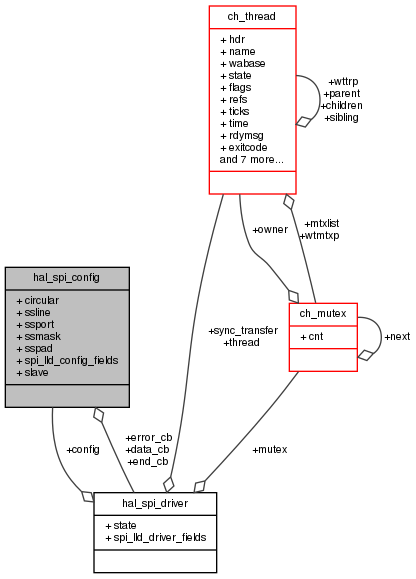 ch_thread
+ hdr
+ name
+ wabase
+ state
+ flags
+ refs
+ ticks
+ time
+ rdymsg
+ exitcode
and 7 more...
+wttrp
+parent
+children
+sibling
+owner
+mtxlist
+wtmtxp
hal_spi_config
+ circular
+ ssline
+ ssport
+ ssmask
+ sspad
+ spi_lld_config_fields
+ slave
ch_mutex
+ cnt
+next
+sync_transfer
+thread
+config
+error_cb
+data_cb
+end_cb
+mutex
hal_spi_driver
+ state
+ spi_lld_driver_fields